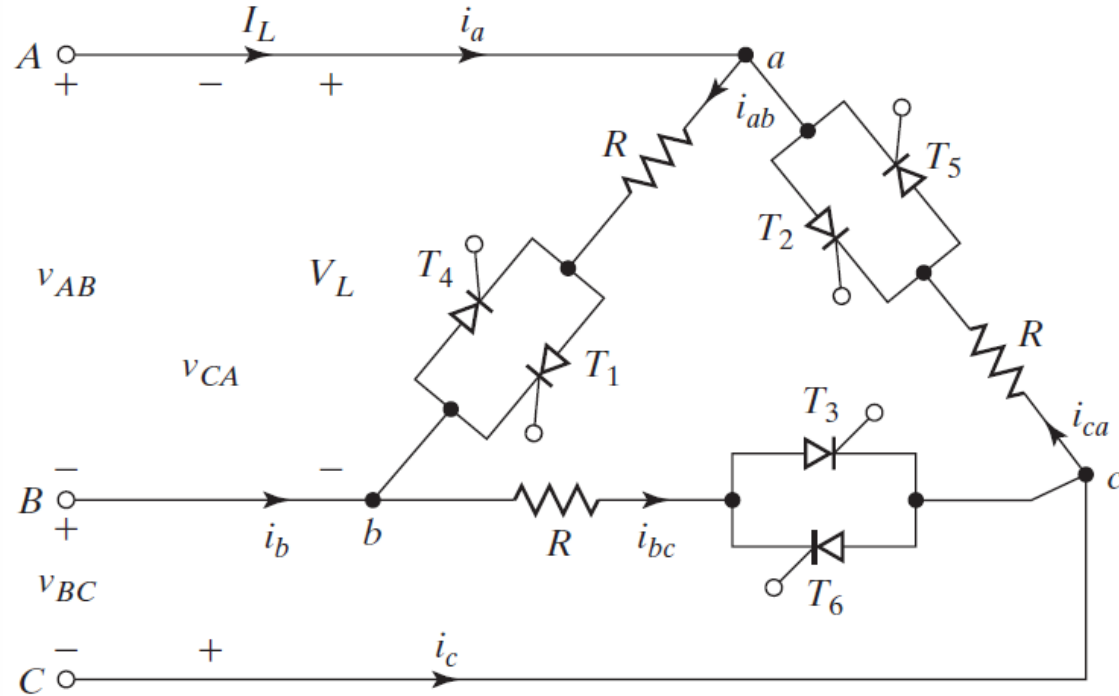 A I_L i_a a
+ − +
i_ab
R T_5
T_4 T_2
v_AB V_L
R
v_CA T_1
T_3 i_ca
− − c
B i_b b R i_bc
+
T_6
v_BC
− + i_c
C